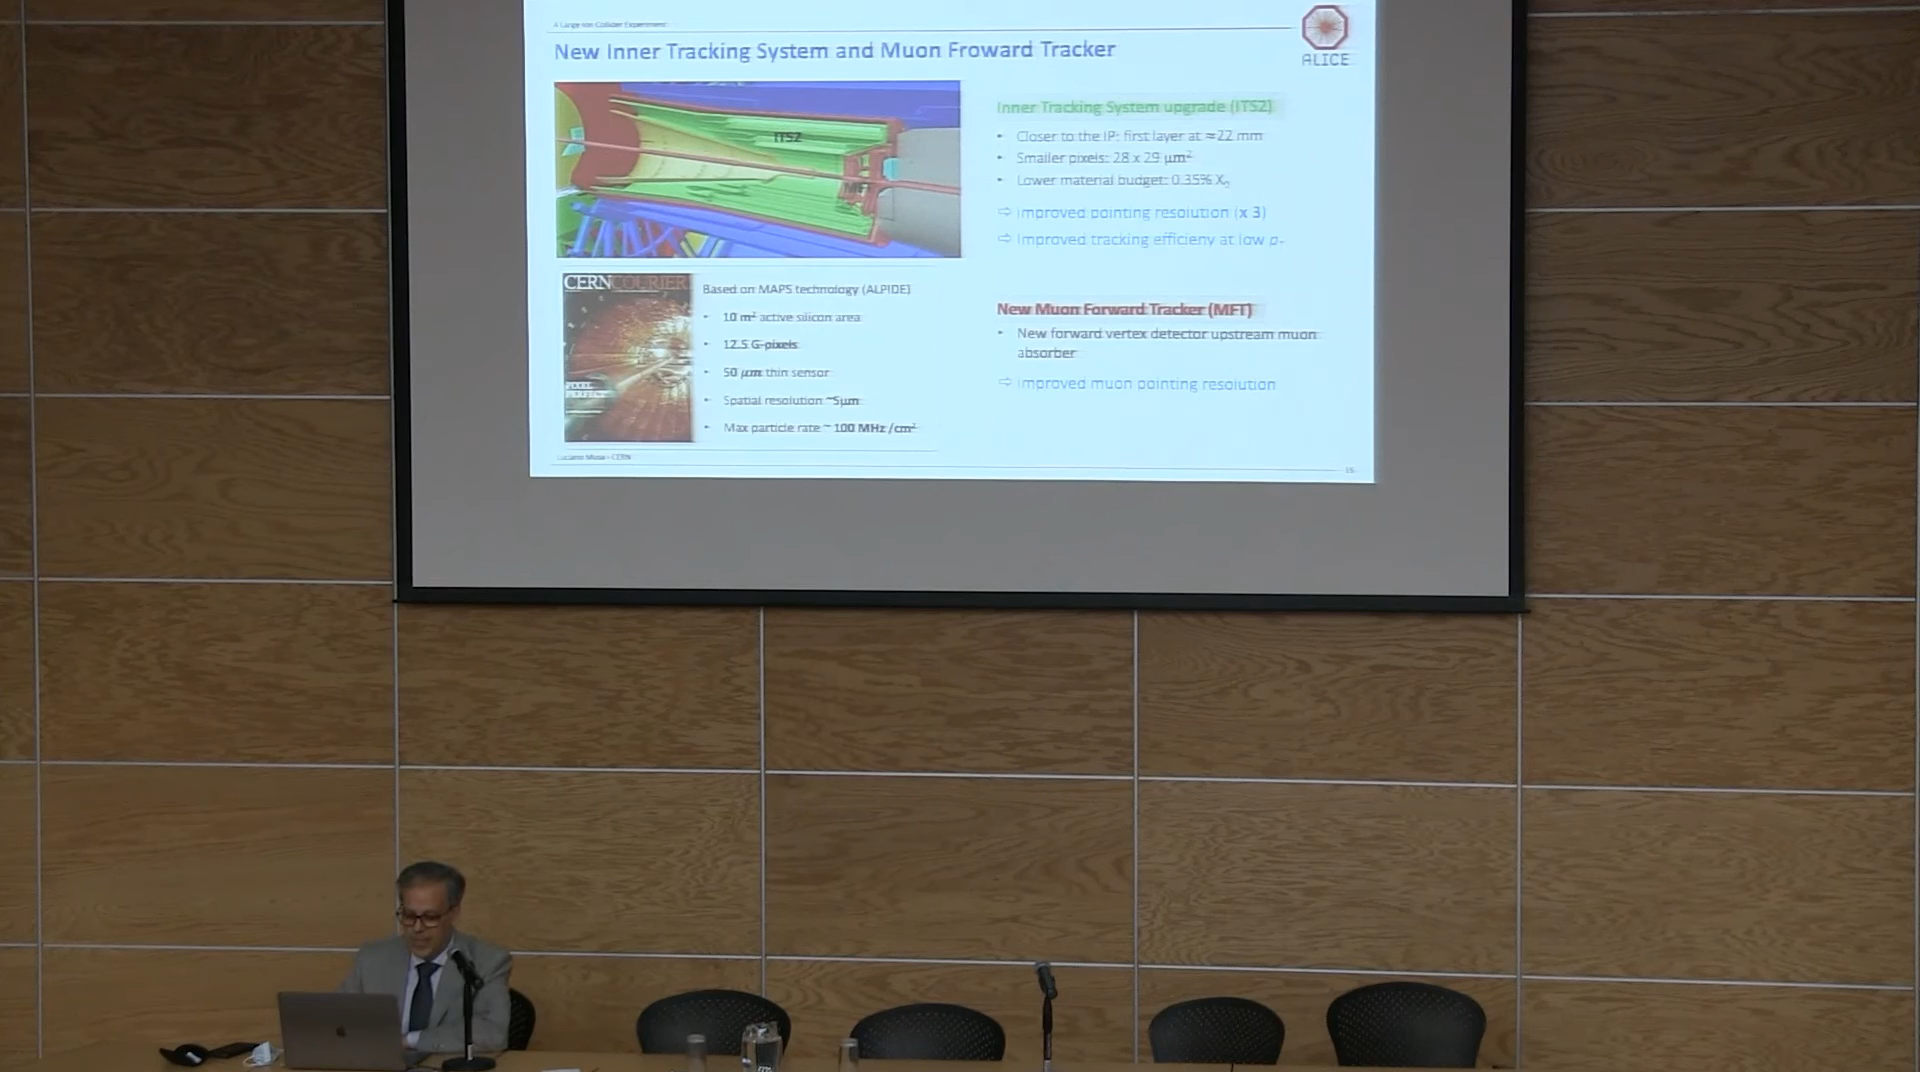 A Large Ion Collider Experiment
ALICE
New Inner Tracking System and Muon Froward Tracker
ITS2
MFT
Inner Tracking System upgrade (ITS2)
• Closer to the IP: first layer at ≈22 mm
• Smaller pixels: 28 x 29 µm²
• Lower material budget: 0.35% X₀
⇨ Improved pointing resolution (x 3)
⇨ Improved tracking efficieny at low p
CERNCOURIER
Based on MAPS technology (ALPIDE)
• 10 m² active silicon area
• 12.5 G-pixels
• 50 µm thin sensor
• Spatial resolution ~5µm
• Max particle rate ~ 100 MHz /cm²
New Muon Forward Tracker (MFT)
• New forward vertex detector upstream muon
absorber
⇨ Improved muon pointing resolution
Luciano Musa - CERN